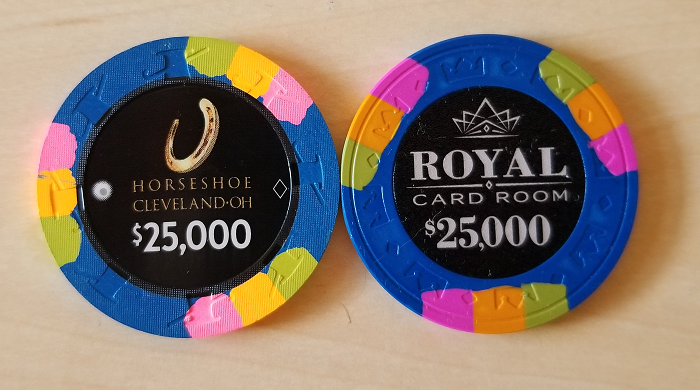 HORSESHOE
CLEVELAND·OH
$25,000
ROYAL
CARD ROOM
$25,000